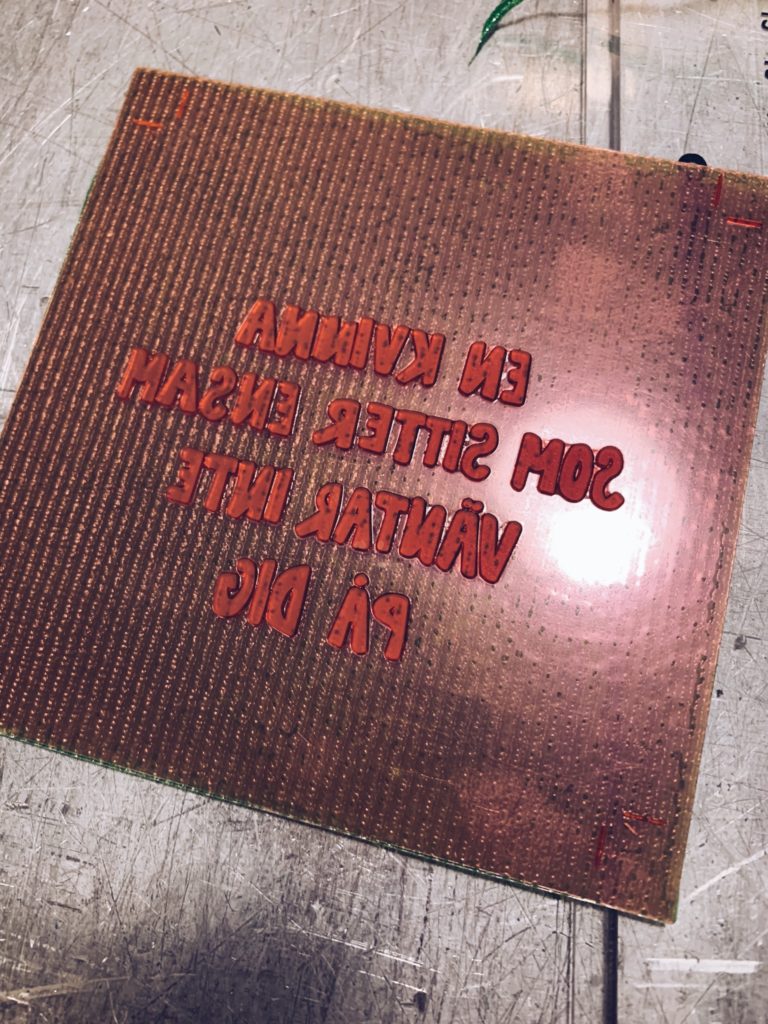 EN KVINNA
SOM SITTER ENSAM
VÄNTAR INTE
PÅ DIG